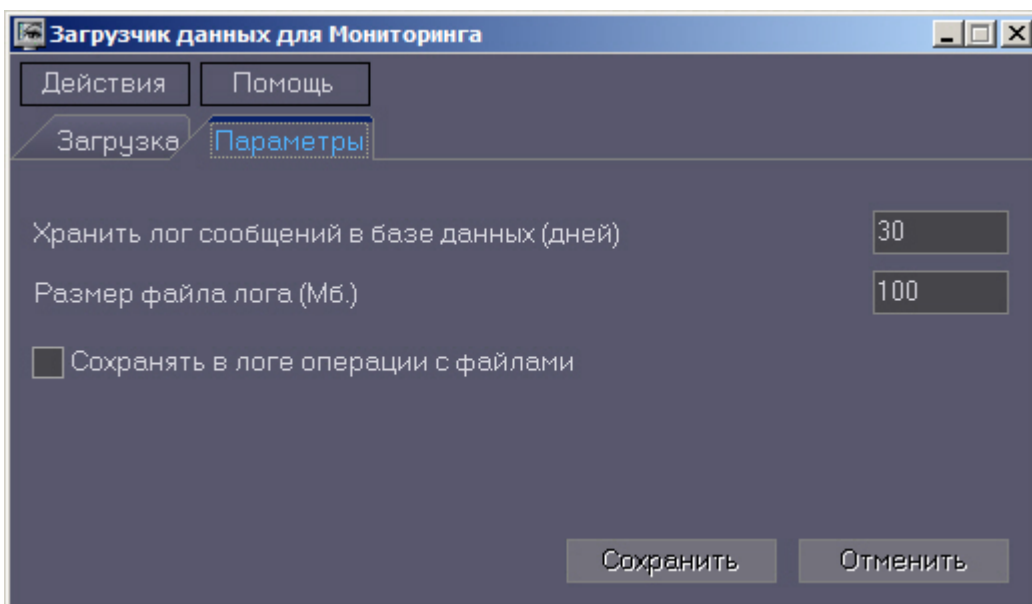 Загрузчик данных для Мониторинга
Действия Помощь
Загрузка Параметры
Хранить лог сообщений в базе данных (дней) 30
Размер файла лога (Мб.) 100
Сохранять в логе операции с файлами
Сохранить Отменить